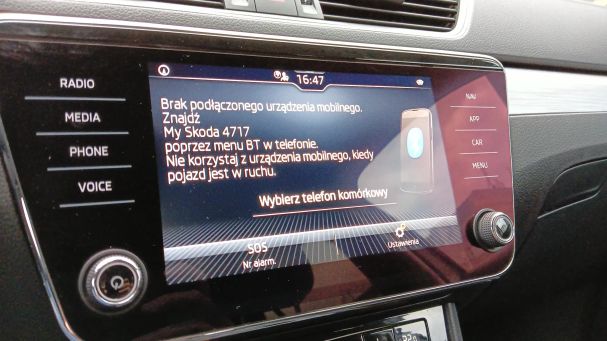 16:47
RADIO
MEDIA
PHONE
VOICE
Brak podłączonego urządzenia mobilnego.
Znajdź
My Skoda 4717
poprzez menu BT w telefonie.
Nie korzystaj z urządzenia mobilnego, kiedy
pojazd jest w ruchu.
Wybierz telefon komórkowy
SOS
Nr alarm.
Ustawienia
NAV
APP
CAR
MENU